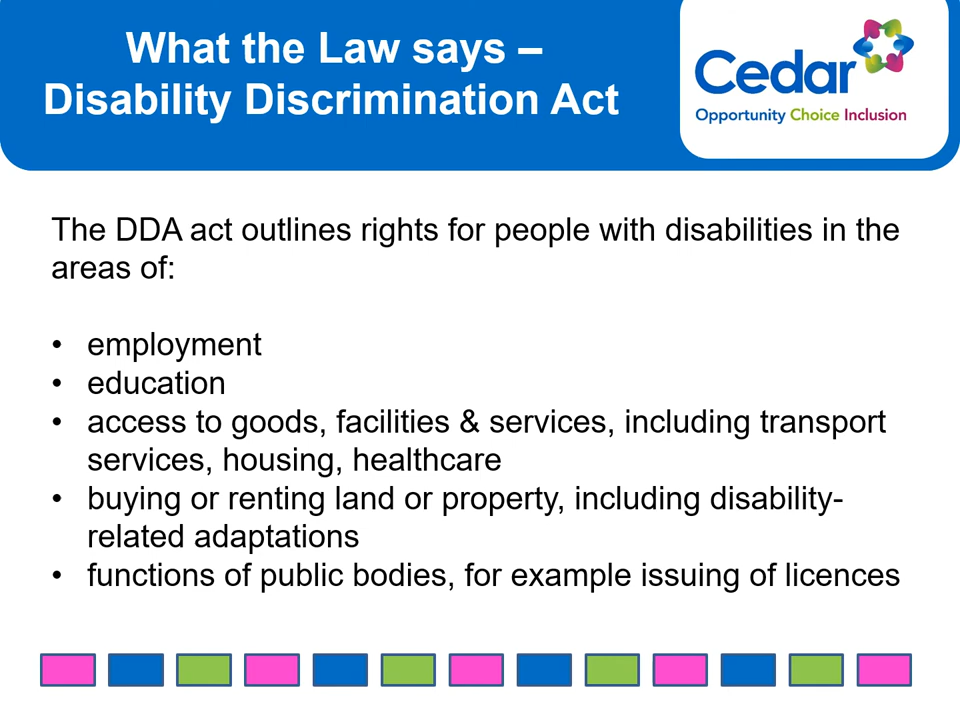 What the Law says –
Disability Discrimination Act
Cedar
Opportunity Choice Inclusion
The DDA act outlines rights for people with disabilities in the
areas of:
• employment
• education
• access to goods, facilities & services, including transport
services, housing, healthcare
• buying or renting land or property, including disability-
related adaptations
• functions of public bodies, for example issuing of licences